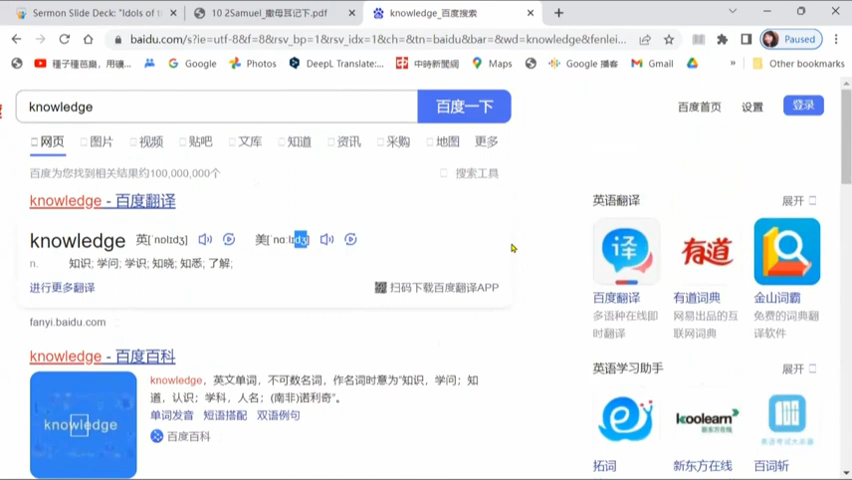 Sermon Slide Deck: "Idols of t
10 2Samuel_撒母耳记下.pdf
knowledge_百度搜索
baidu.com/s?ie=utf-8&f=8&rsv_bp=1&rsv_idx=1&ch=&tn=baidu&bar=&wd=knowledge&fenlei...
Paused
Google
Photos
DeepL Translate:...
中時新聞網
Maps
Google 播客
Gmail
»
Other bookmarks
knowledge
百度一下
百度首页
设置
登录
网页
图片
视频
贴吧
文库
知道
资讯
采购
地图
更多
百度为您找到相关结果约100,000,000个
搜索工具
knowledge - 百度翻译
knowledge 英[ˈnɒlɪdʒ] 美[ˈnɑːlɪdʒ]
n. 知识; 学问; 学识; 知晓; 知悉; 了解;
进行更多翻译
扫码下载百度翻译APP
fanyi.baidu.com
knowledge - 百度百科
knowledge
knowledge，英文单词，不可数名词，作名词时意为"知识，学问；知
道，认识；学科，人名；(南非)诺利奇"。
单词发音 短语搭配 双语例句
百度百科
英语翻译
展开
译
有道
百度翻译
有道词典
金山词霸
多语种在线即
时翻译
网易出品的互
联网词典
免费的词典翻
译软件
英语学习助手
展开
koolearn
新东方在线
拓词
新东方在线
百词斩